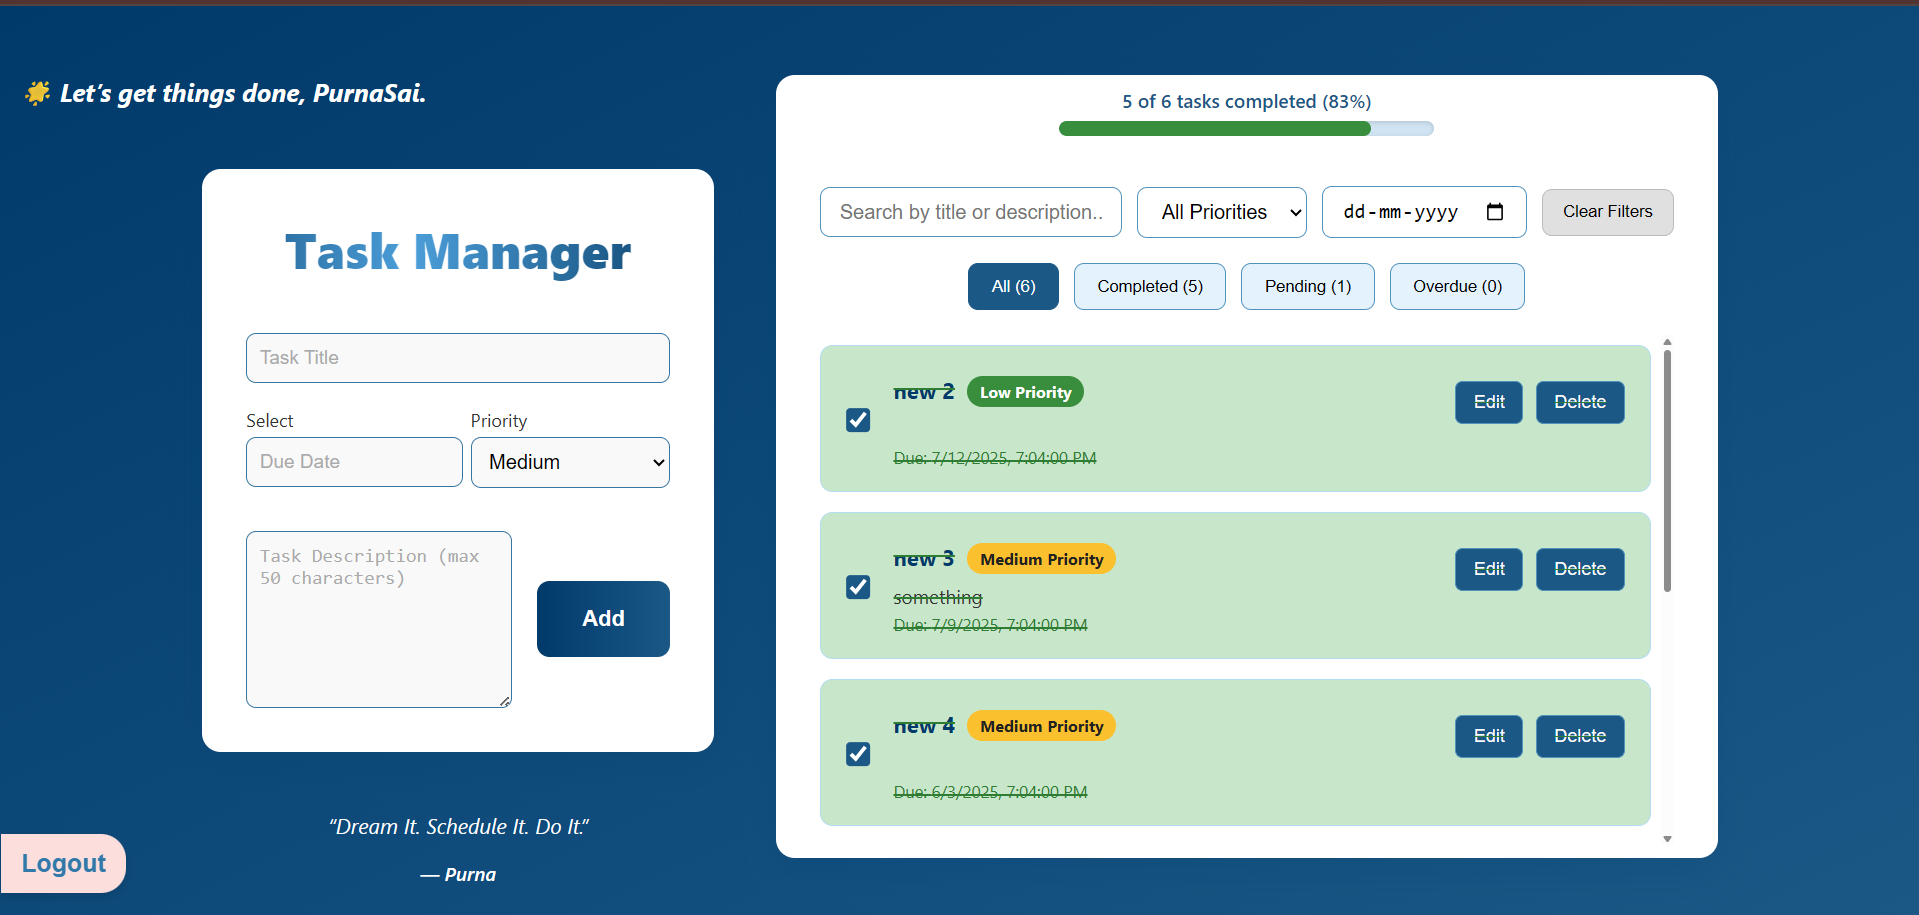 Let's get things done, PurnaSai.
Task Manager
Task Title
Select
Priority
Due Date
Medium
Task Description (max
50 characters)
Add
“Dream It. Schedule It. Do It.”
— Purna
Logout
5 of 6 tasks completed (83%)
Search by title or description..
All Priorities
dd-mm-yyyy
Clear Filters
All (6)
Completed (5)
Pending (1)
Overdue (0)
new 2
Low Priority
Edit
Delete
Due: 7/12/2025, 7:04:00 PM
new 3
Medium Priority
Edit
Delete
something
Due: 7/9/2025, 7:04:00 PM
new 4
Medium Priority
Edit
Delete
Due: 6/3/2025, 7:04:00 PM